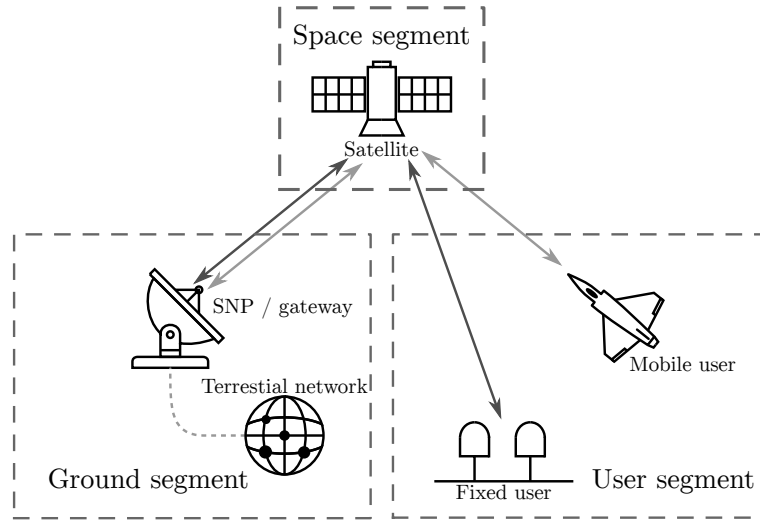 Space segment
Satellite
SNP / gateway
Mobile user
Terrestial network
Ground segment
Fixed user
User segment